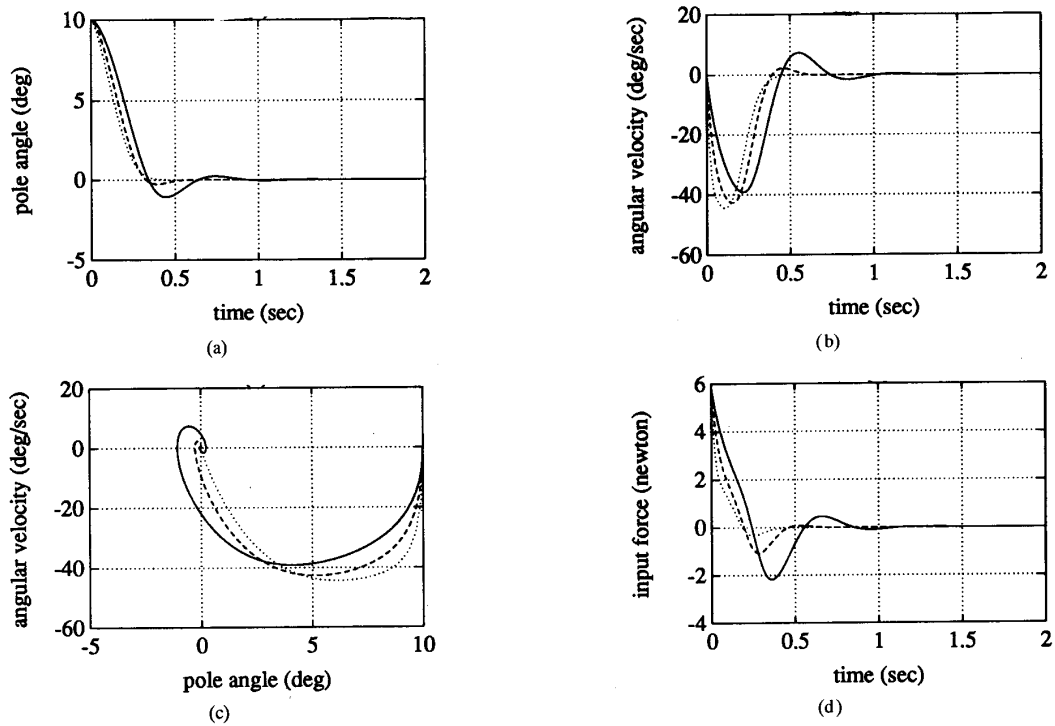 10
5
0
-5
pole angle (deg)
0 0.5 1 1.5 2
time (sec)
(a)
20
0
-20
-40
-60
angular velocity (deg/sec)
0 0.5 1 1.5 2
time (sec)
(b)
20
0
-20
-40
-60
angular velocity (deg/sec)
-5 0 5 10
pole angle (deg)
(c)
6
4
2
0
-2
-4
input force (newton)
0 0.5 1 1.5 2
time (sec)
(d)